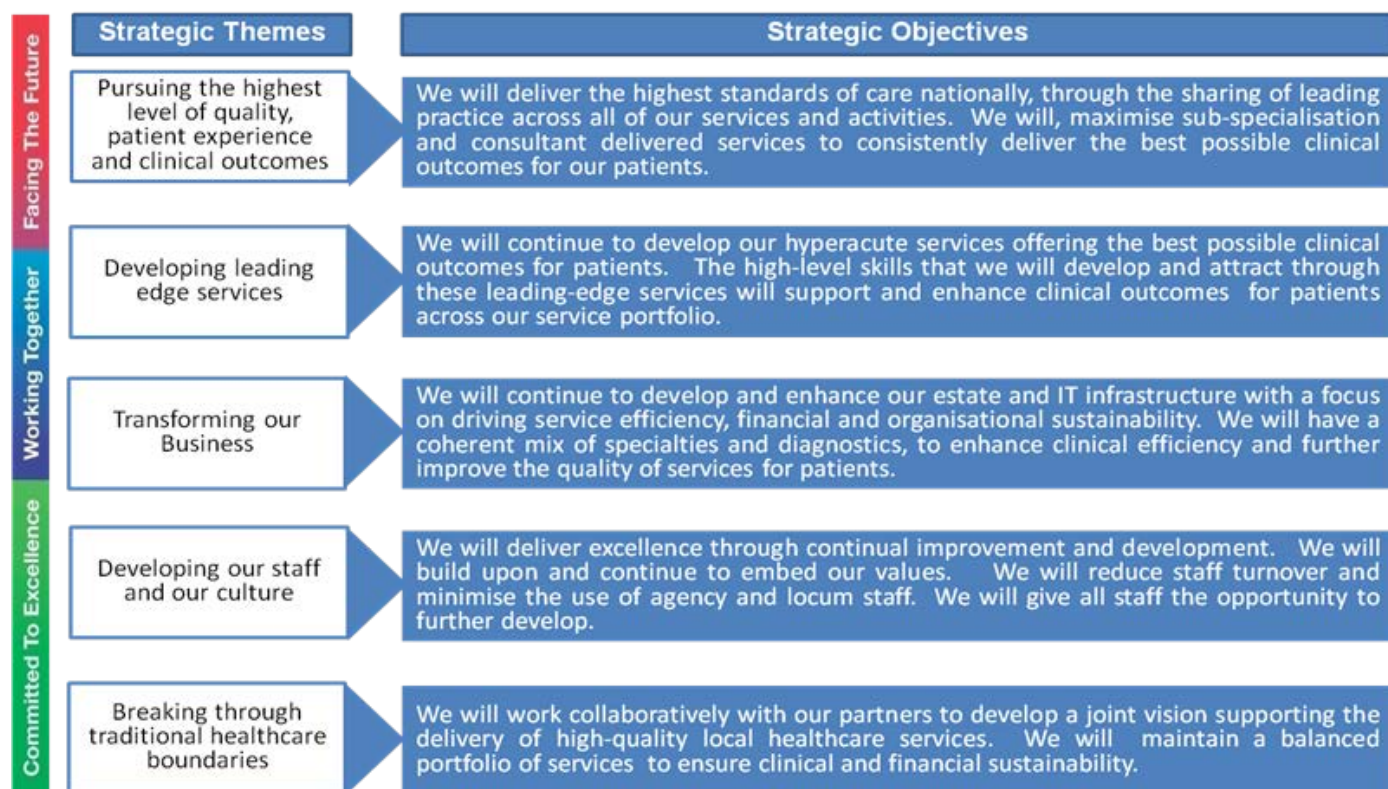 Strategic Themes
Strategic Objectives
Facing The Future
Pursuing the highest
level of quality,
patient experience
and clinical outcomes
We will deliver the highest standards of care nationally, through the sharing of leading
practice across all of our services and activities. We will, maximise sub-specialisation
and consultant delivered services to consistently deliver the best possible clinical
outcomes for our patients.
Working Together
Developing leading
edge services
We will continue to develop our hyperacute services offering the best possible clinical
outcomes for patients. The high-level skills that we will develop and attract through
these leading-edge services will support and enhance clinical outcomes for patients
across our service portfolio.
Transforming our
Business
We will continue to develop and enhance our estate and IT infrastructure with a focus
on driving service efficiency, financial and organisational sustainability. We will have a
coherent mix of specialties and diagnostics, to enhance clinical efficiency and further
improve the quality of services for patients.
Committed To Excellence
Developing our staff
and our culture
We will deliver excellence through continual improvement and development. We will
build upon and continue to embed our values. We will reduce staff turnover and
minimise the use of agency and locum staff. We will give all staff the opportunity to
further develop.
Breaking through
traditional healthcare
boundaries
We will work collaboratively with our partners to develop a joint vision supporting the
delivery of high-quality local healthcare services. We will maintain a balanced
portfolio of services to ensure clinical and financial sustainability.